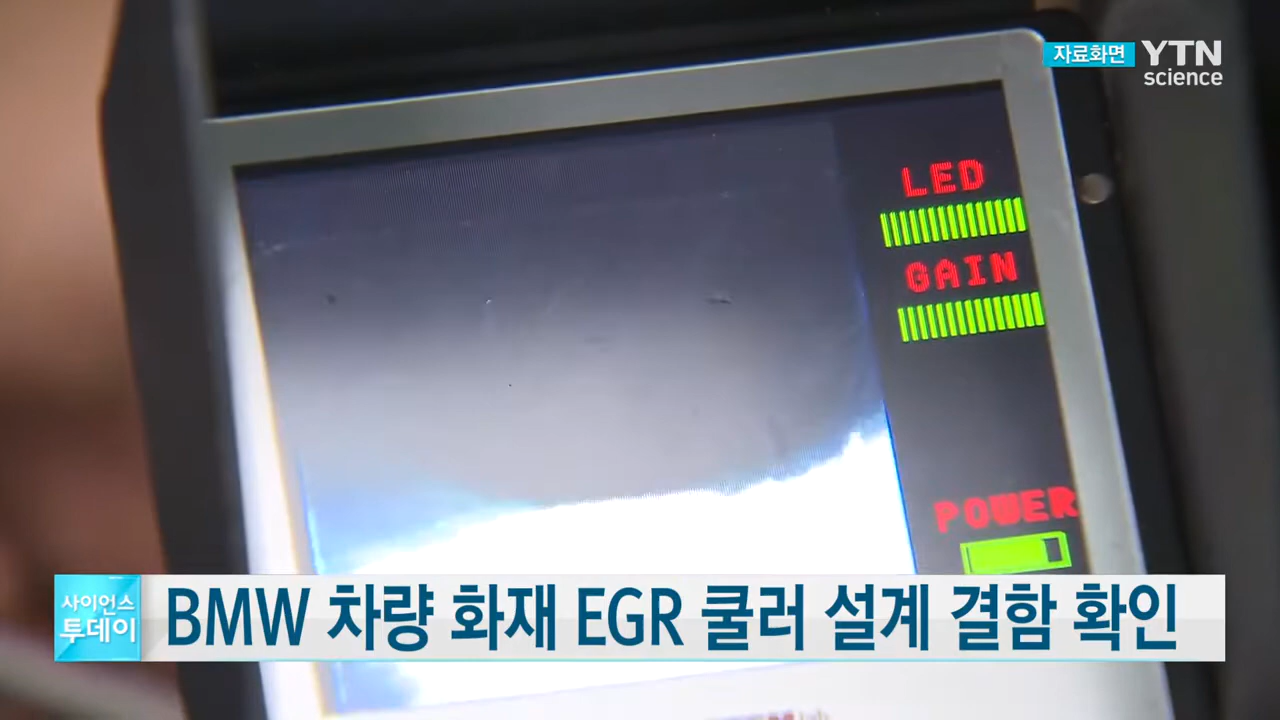 자료화면
YTN
science
LED
GAIN
POWER
사이언스
투데이
BMW 차량 화재 EGR 쿨러 설계 결함 확인